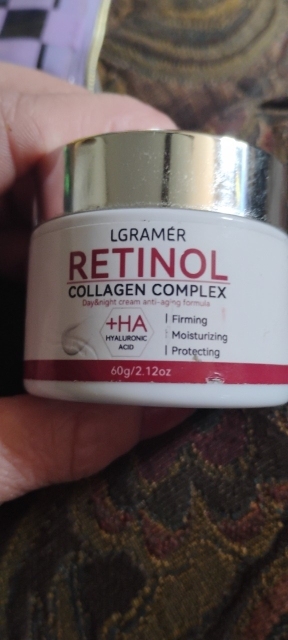 LGRAMÉR
RETINOL
COLLAGEN COMPLEX
Day&night cream anti-aging formula
+HA
HYALURONIC
ACID
| Firming
| Moisturizing
| Protecting
60g/2.12oz